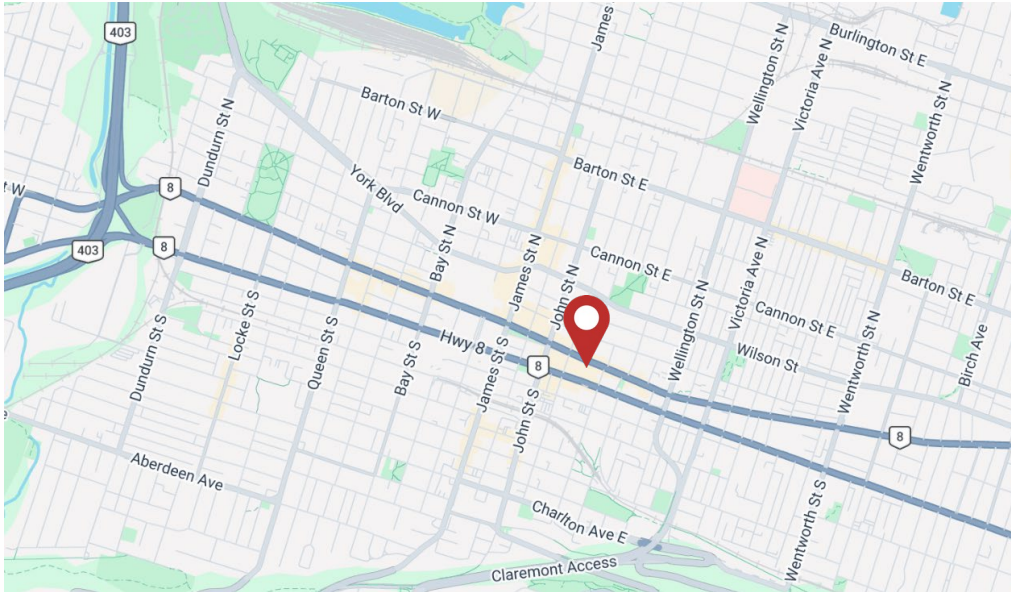 403
James
Burlington St E
Wellington St N
Victoria Ave N
Wentworth St N
Barton St W
Dundurn St N
Barton St E
t W
8
York Blvd
Cannon St W
403
8
Bay St N
James St N
John St N
Cannon St E
Victoria Ave N
Barton St E
Wellington St N
Cannon St E
Locke St S
Dundurn St S
Queen St S
Hwy 8
8
Wilson St
Wentworth St N
Birch Ave
Bay St S
James St S
John St S
e
8
Aberdeen Ave
Charlton Ave E
Wentworth St S
Claremont Access